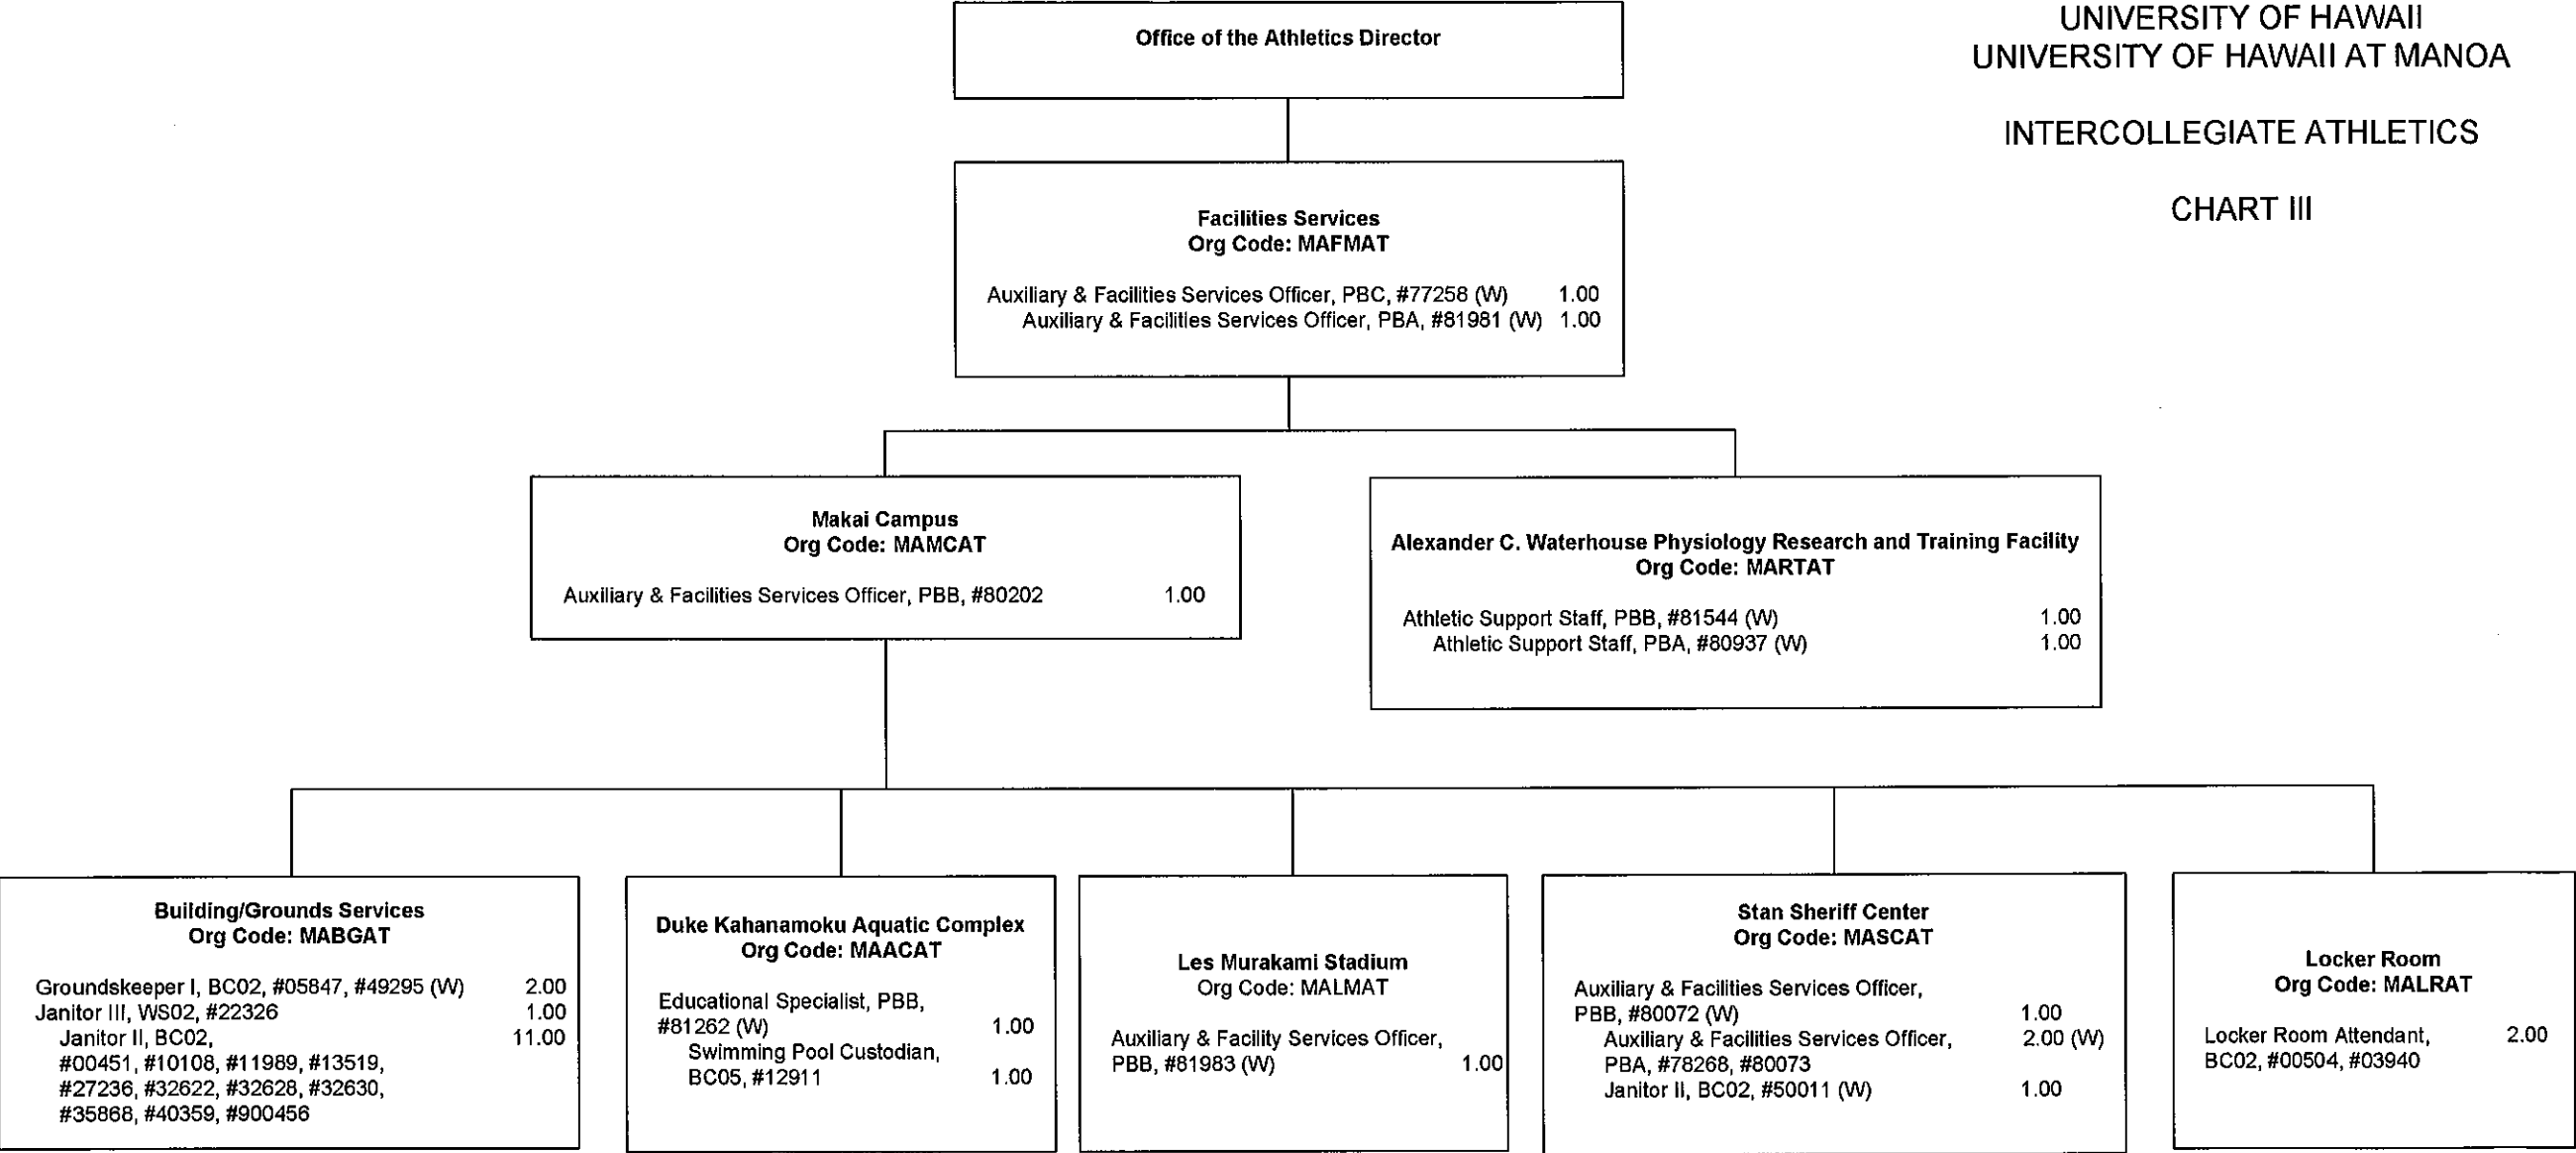 UNIVERSITY OF HAWAII
UNIVERSITY OF HAWAII AT MANOA
INTERCOLLEGIATE ATHLETICS
CHART III
Office of the Athletics Director
Facilities Services
Org Code: MAFMAT
Auxiliary & Facilities Services Officer, PBC, #77258 (W) 1.00
Auxiliary & Facilities Services Officer, PBA, #81981 (W) 1.00
Makai Campus
Org Code: MAMCAT
Auxiliary & Facilities Services Officer, PBB, #80202 1.00
Alexander C. Waterhouse Physiology Research and Training Facility
Org Code: MARTAT
Athletic Support Staff, PBB, #81544 (W) 1.00
Athletic Support Staff, PBA, #80937 (W) 1.00
Building/Grounds Services
Org Code: MABGAT
Groundskeeper I, BC02, #05847, #49295 (W) 2.00
Janitor III, WS02, #22326 1.00
Janitor II, BC02, 11.00
#00451, #10108, #11989, #13519,
#27236, #32622, #32628, #32630,
#35868, #40359, #900456
Duke Kahanamoku Aquatic Complex
Org Code: MAACAT
Educational Specialist, PBB,
#81262 (W) 1.00
Swimming Pool Custodian,
BC05, #12911 1.00
Les Murakami Stadium
Org Code: MALMAT
Auxiliary & Facility Services Officer,
PBB, #81983 (W) 1.00
Stan Sheriff Center
Org Code: MASCAT
Auxiliary & Facilities Services Officer,
PBB, #80072 (W) 1.00
Auxiliary & Facilities Services Officer, 2.00 (W)
PBA, #78268, #80073
Janitor II, BC02, #50011 (W) 1.00
Locker Room
Org Code: MALRAT
Locker Room Attendant, 2.00
BC02, #00504, #03940